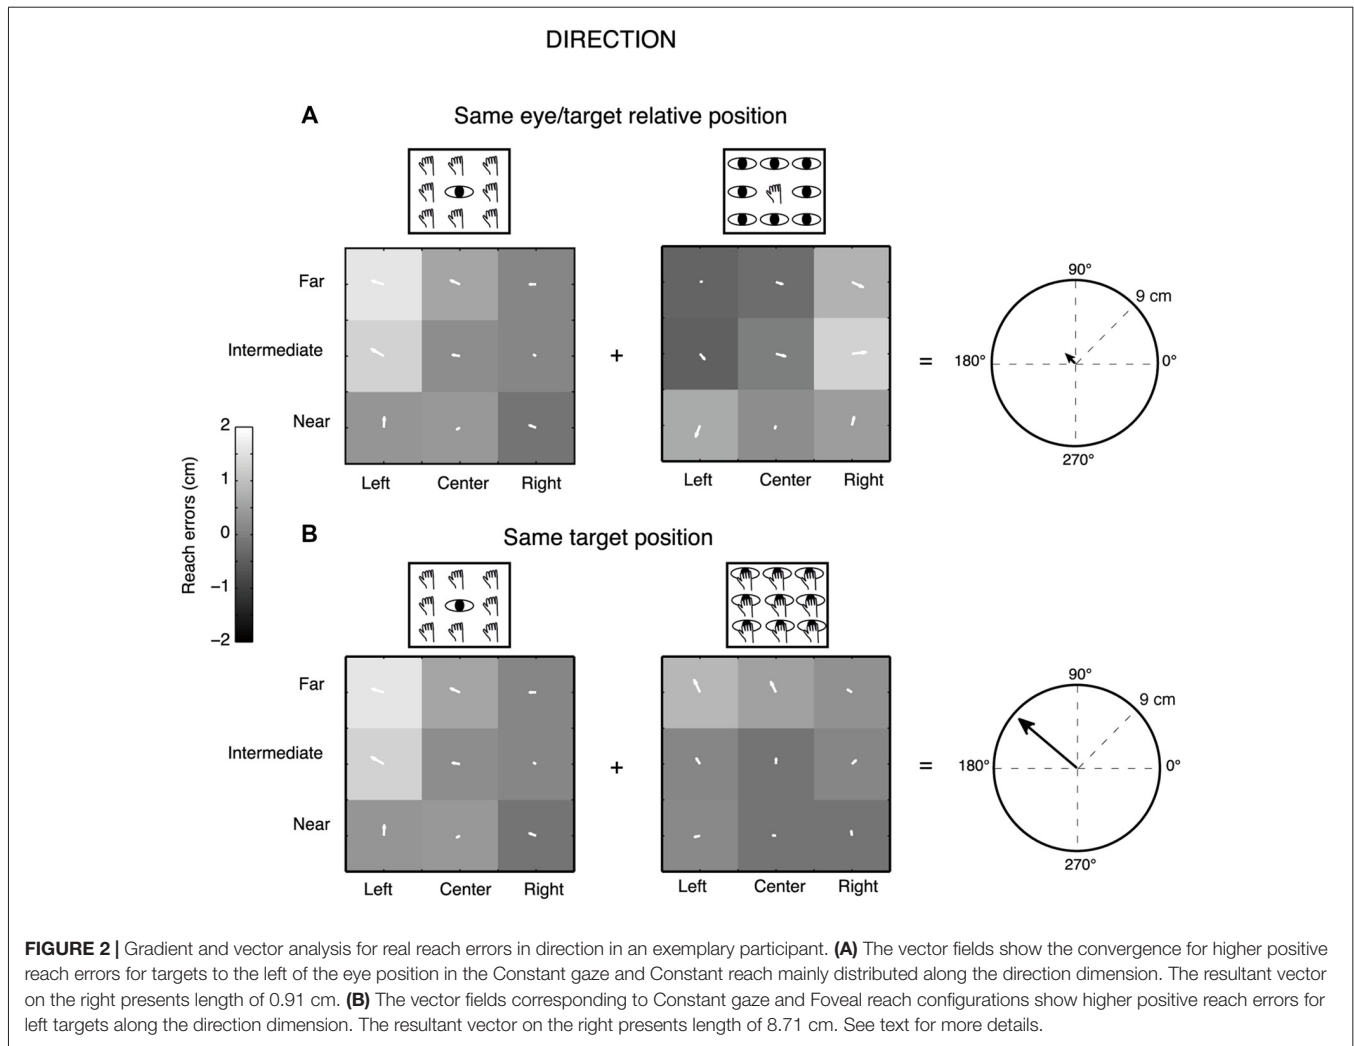 DIRECTION
A
Same eye/target relative position
Far
Intermediate
Near
Left
Center
Right
+
Left
Center
Right
=
90°
9 cm
180°
0°
270°
2
1
0
−1
−2
Reach errors (cm)
B
Same target position
Far
Intermediate
Near
Left
Center
Right
+
Left
Center
Right
=
90°
9 cm
180°
0°
270°
FIGURE 2 | Gradient and vector analysis for real reach errors in direction in an exemplary participant. (A) The vector fields show the convergence for higher positive
reach errors for targets to the left of the eye position in the Constant gaze and Constant reach mainly distributed along the direction dimension. The resultant vector
on the right presents length of 0.91 cm. (B) The vector fields corresponding to Constant gaze and Foveal reach configurations show higher positive reach errors for
left targets along the direction dimension. The resultant vector on the right presents length of 8.71 cm. See text for more details.